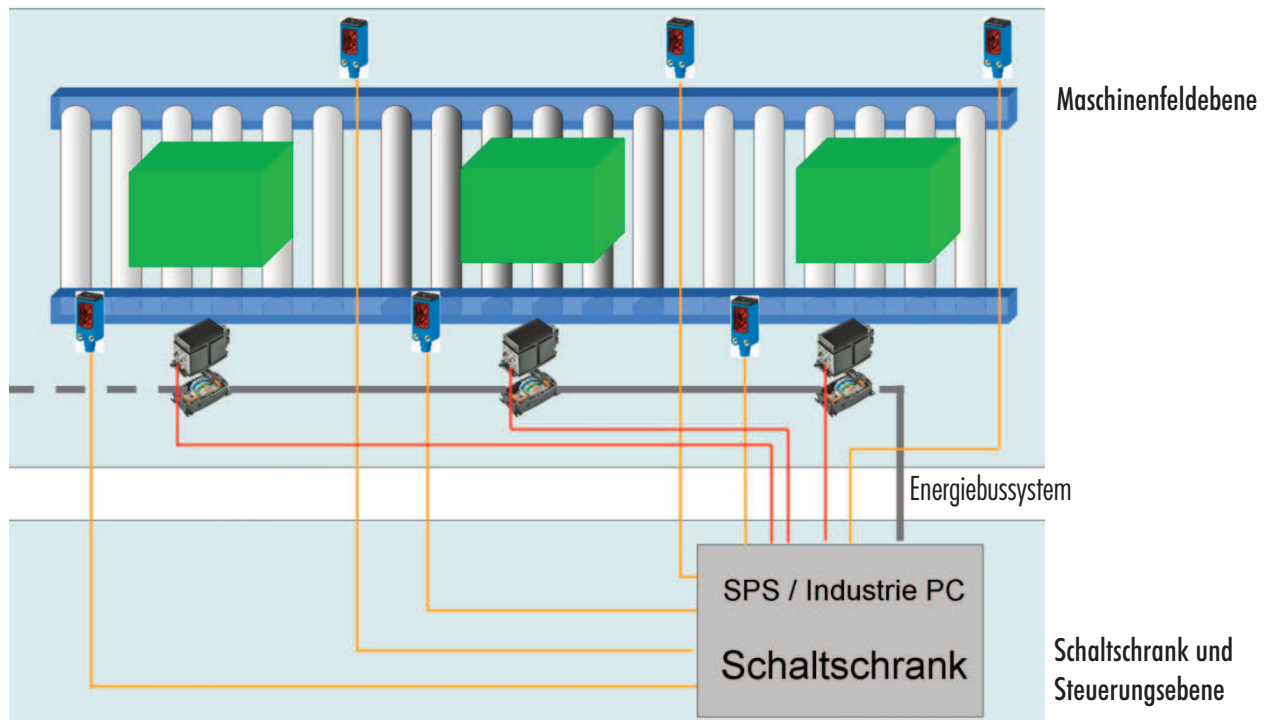 Maschinenfeldebene
Energiebussystem
SPS / Industrie PC
Schaltschrank
Schaltschrank und
Steuerungsebene